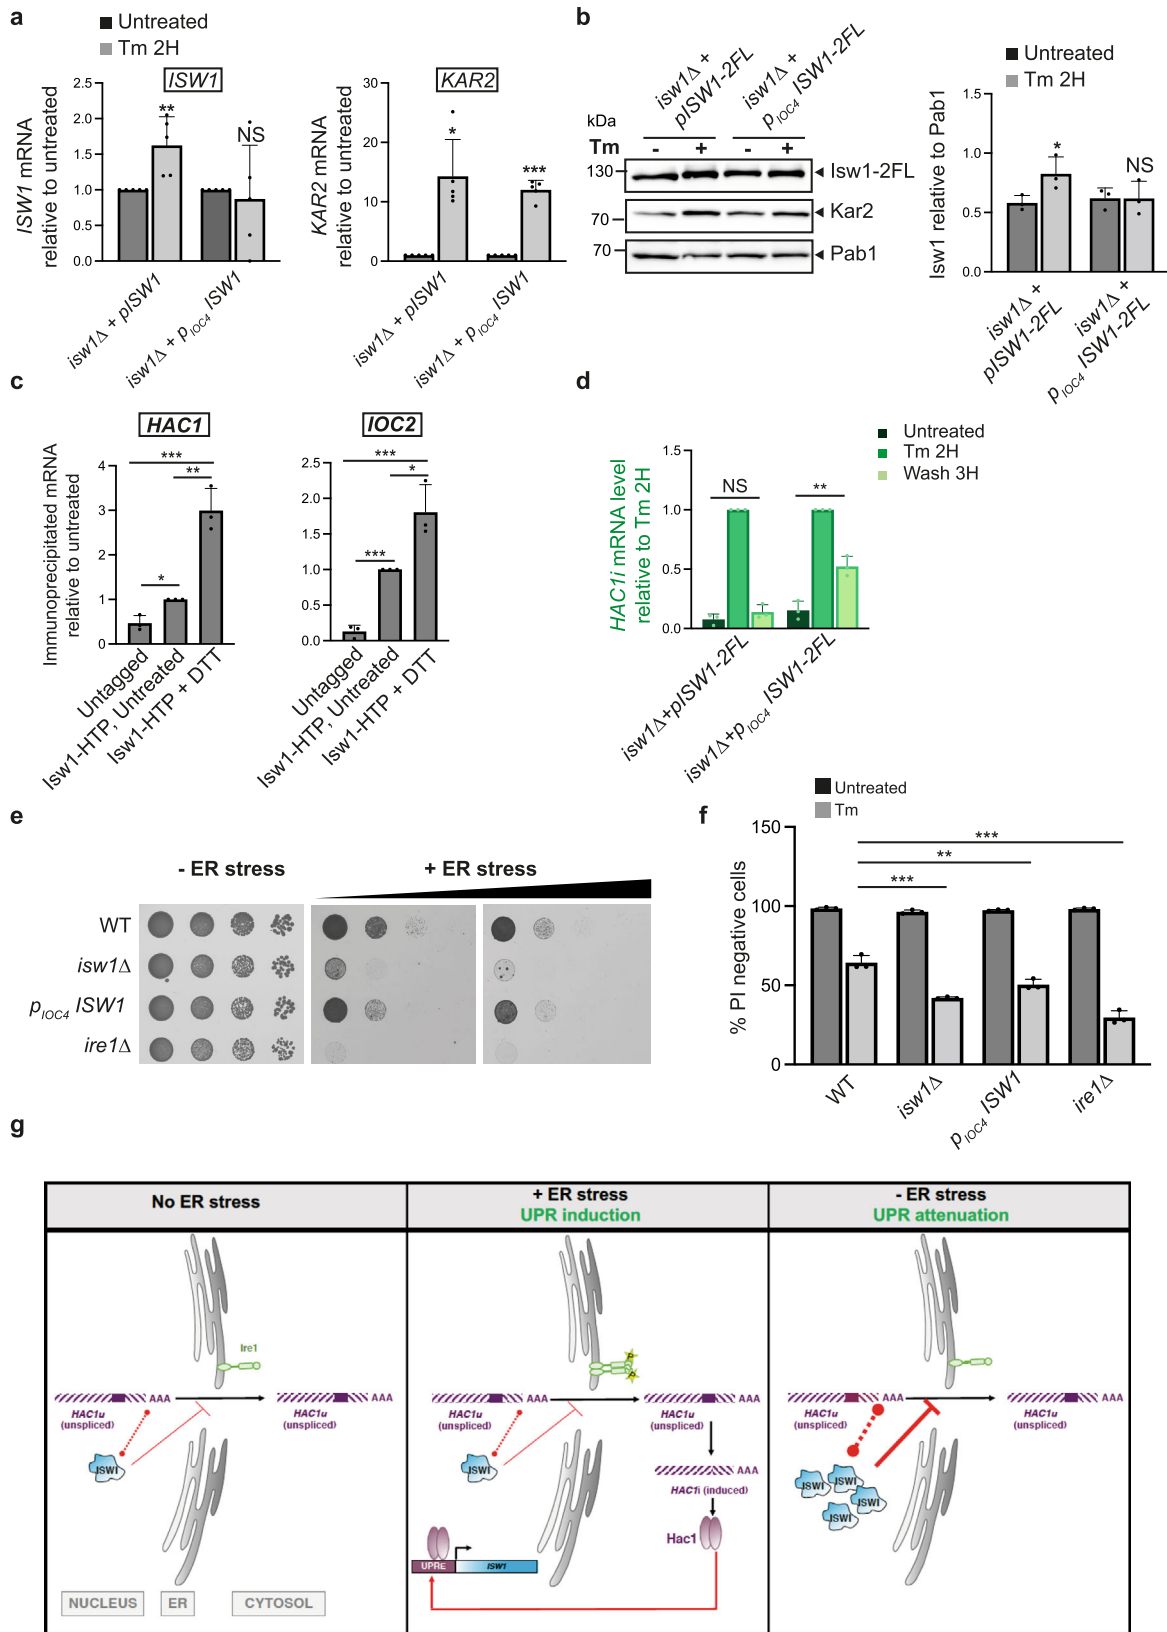 a
Untreated
Tm 2H
ISW1
ISW1 mRNA
relative to untreated
2.5
2.0
1.5
1.0
0.5
0.0
**
NS
isw1Δ + pISW1
isw1Δ + pIOC4 ISW1
KAR2
KAR2 mRNA
relative to untreated
30
20
10
0
*
***
isw1Δ + pISW1
isw1Δ + pIOC4 ISW1
b
isw1Δ +
pISW1-2FL
isw1Δ +
pIOC4 ISW1-2FL
kDa
Tm - + - +
130
Isw1-2FL
70
Kar2
70
Pab1
Untreated
Tm 2H
Isw1 relative to Pab1
1.5
1.0
0.5
0.0
*
NS
isw1Δ +
pISW1-2FL
isw1Δ +
pIOC4 ISW1-2FL
c
Immunoprecipitated mRNA
relative to untreated
HAC1
4
3
2
1
0
***
**
*
Untagged
Isw1-HTP, Untreated
Isw1-HTP + DTT
IOC2
2.5
2.0
1.5
1.0
0.5
0.0
***
*
***
Untagged
Isw1-HTP, Untreated
Isw1-HTP + DTT
d
Untreated
Tm 2H
Wash 3H
HAC1i mRNA level
relative to Tm 2H
1.5
1.0
0.5
0.0
NS
**
isw1Δ+pISW1-2FL
isw1Δ+pIOC4 ISW1-2FL
e
- ER stress
+ ER stress
WT
isw1Δ
pIOC4 ISW1
ire1Δ
f
Untreated
Tm
% PI negative cells
150
100
50
0
***
**
***
WT
isw1Δ
pIOC4 ISW1
ire1Δ
g
No ER stress
Ire1
AAA
AAA
HAC1u
(unspliced)
HAC1u
(unspliced)
ISWI
NUCLEUS
ER
CYTOSOL
+ ER stress
UPR induction
P
P
AAA
AAA
HAC1u
(unspliced)
HAC1u
(unspliced)
ISWI
AAA
HAC1i (induced)
Hac1
UPRE
ISW1
- ER stress
UPR attenuation
AAA
AAA
HAC1u
(unspliced)
HAC1u
(unspliced)
ISWI
ISWI
ISWI
ISWI